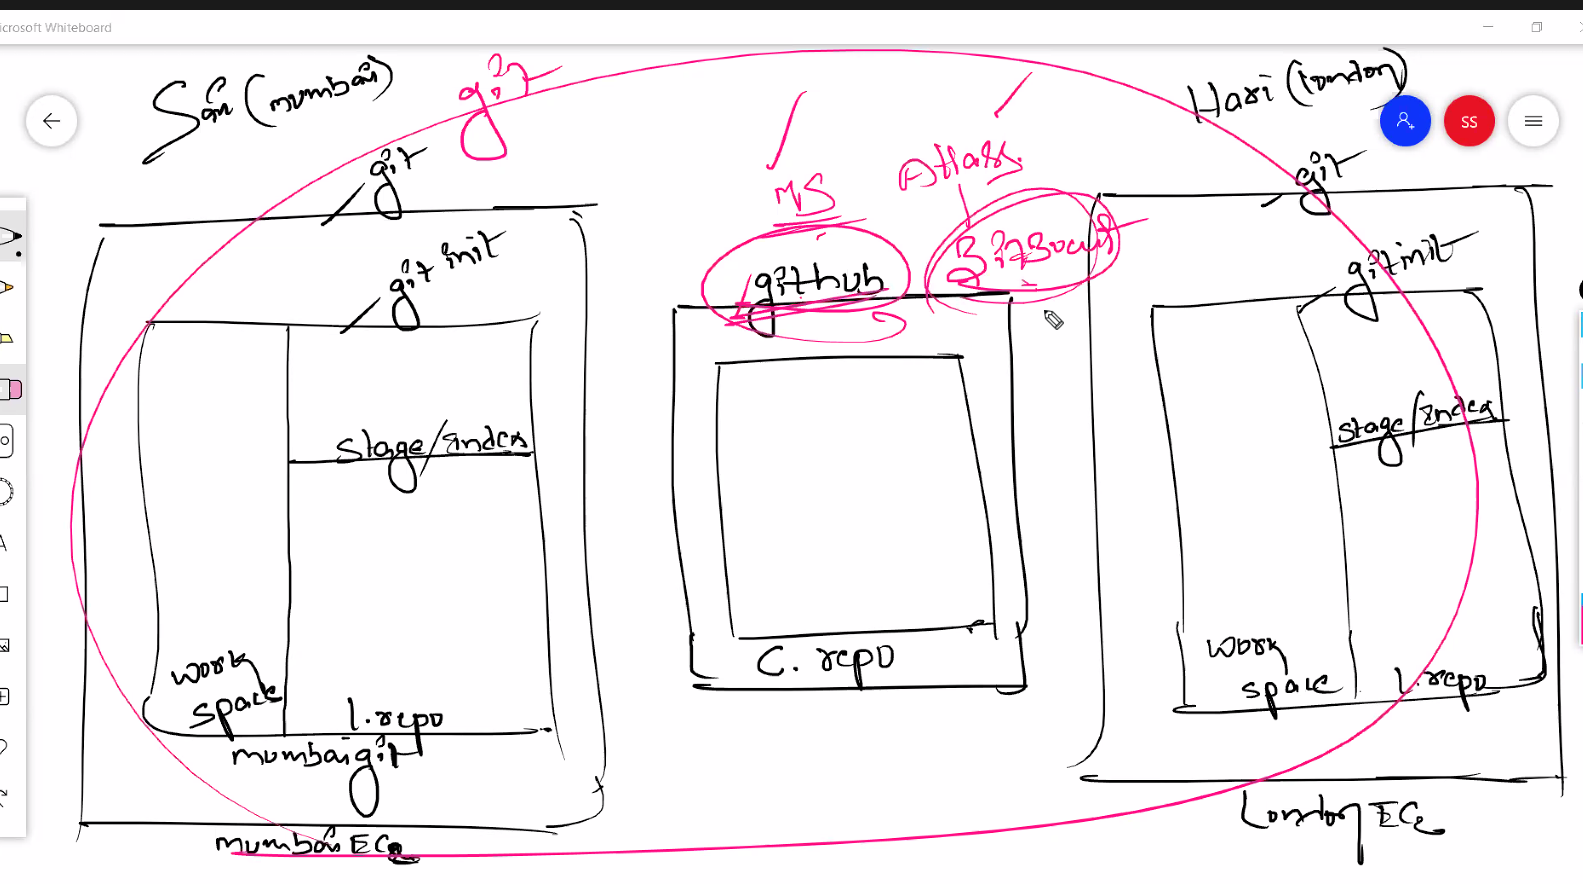 icrosoft Whiteboard
Sai (mumbai)
git
Hari (London)
SS
git
MS
Atlass
git
git init
github
BitBucket
git init
stage/index
stage/index
work
space
l.repo
C. repo
work
space
l.repo
mumbaigit
mumbai EC2
London EC2